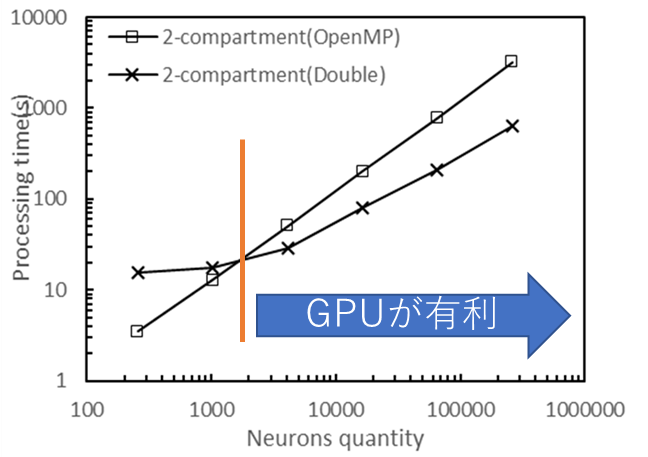 10000
1000
100
10
1
Processing time(s)
2-compartment(OpenMP)
2-compartment(Double)
GPUが有利
100
1000
10000
100000
1000000
Neurons quantity